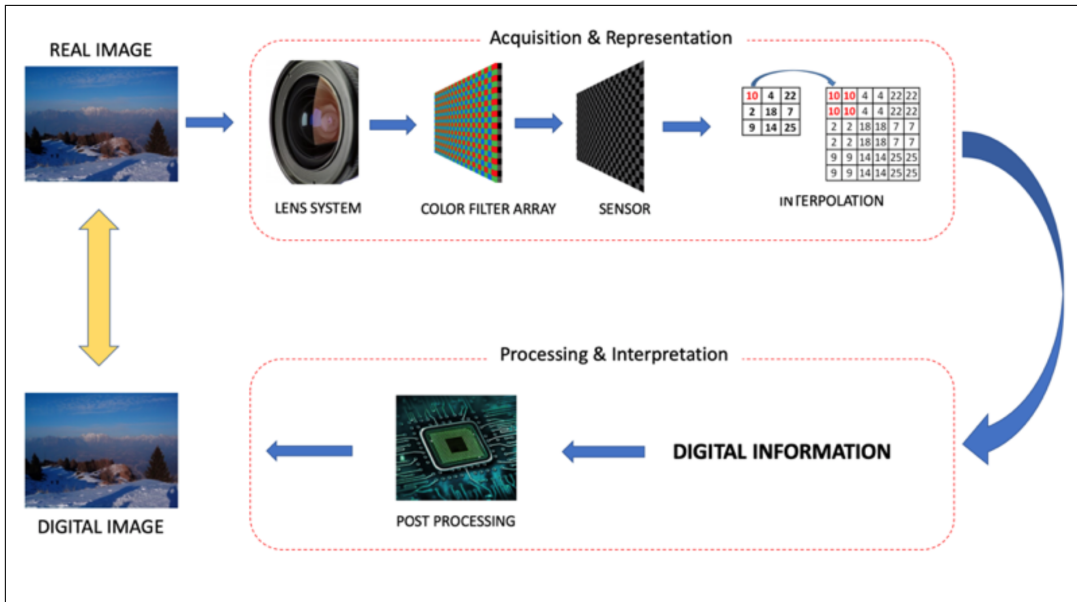 REAL IMAGE
Acquisition & Representation
LENS SYSTEM
COLOR FILTER ARRAY
SENSOR
10 4 22
2 18 7
9 14 25
10 10 4 4 22 22
10 10 4 4 22 22
2 2 18 18 7 7
2 2 18 18 7 7
9 9 14 14 25 25
9 9 14 14 25 25
INTERPOLATION
Processing & Interpretation
DIGITAL INFORMATION
POST PROCESSING
DIGITAL IMAGE